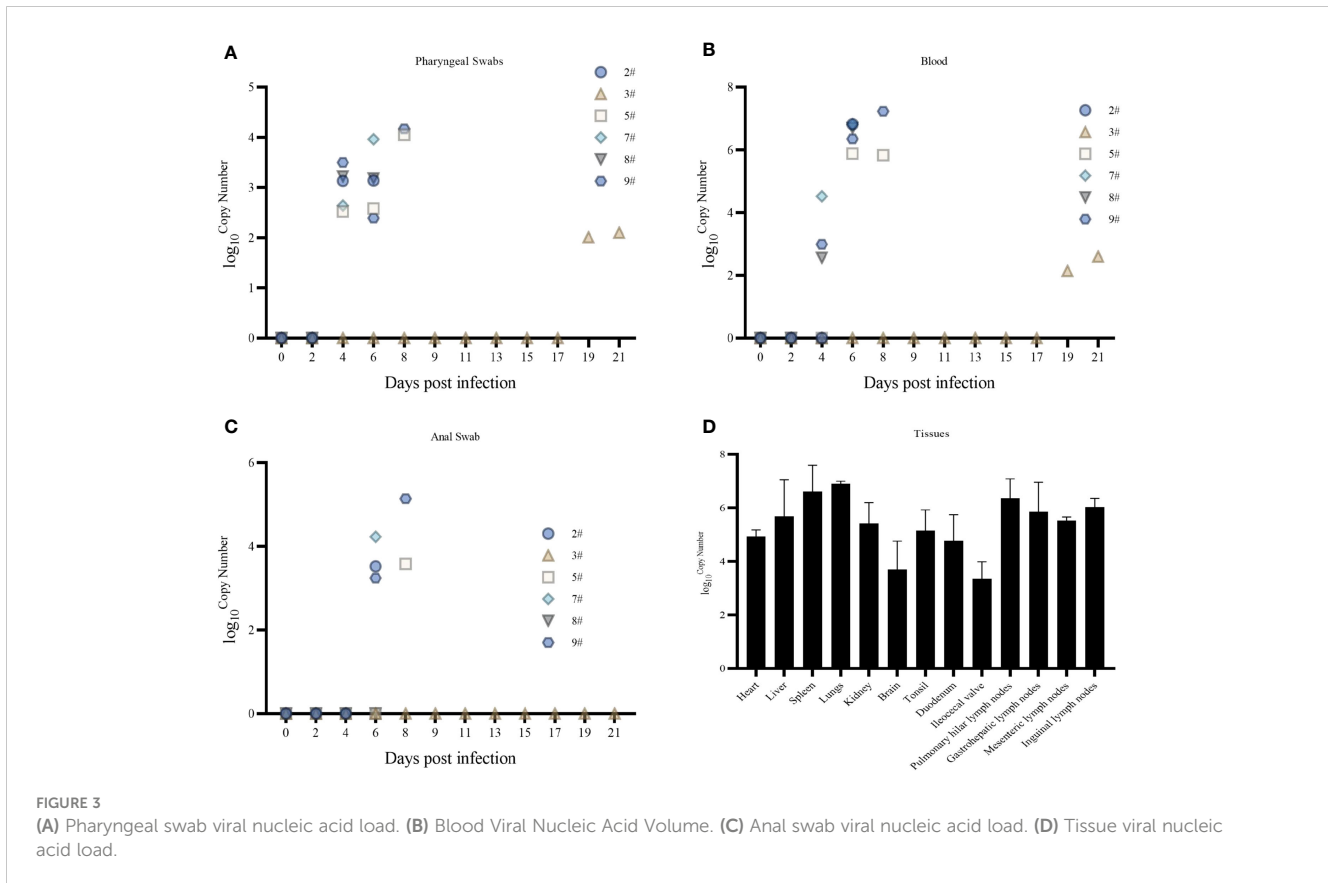 A
Pharyngeal Swabs
2#
3#
5#
7#
8#
9#
5
4
3
2
1
0
log10 Copy Number
0 2 4 6 8 9 11 13 15 17 19 21
Days post infection
B
Blood
2#
3#
5#
7#
8#
9#
8
6
4
2
0
log10 Copy Number
0 2 4 6 8 9 11 13 15 17 19 21
Days post infection
C
Anal Swab
2#
3#
5#
7#
8#
9#
6
4
2
0
log10 Copy Number
0 2 4 6 8 9 11 13 15 17 19 21
Days post infection
D
Tissues
8
6
4
2
0
log10 Copy Number
Heart
Liver
Spleen
Lungs
Kidney
Brain
Tonsil
Duodenum
Ileocecal valve
Pulmonary hilar lymph nodes
Gastrohepatic lymph nodes
Mesenteric lymph nodes
Inguinal lymph nodes
FIGURE 3
(A) Pharyngeal swab viral nucleic acid load. (B) Blood Viral Nucleic Acid Volume. (C) Anal swab viral nucleic acid load. (D) Tissue viral nucleic
acid load.